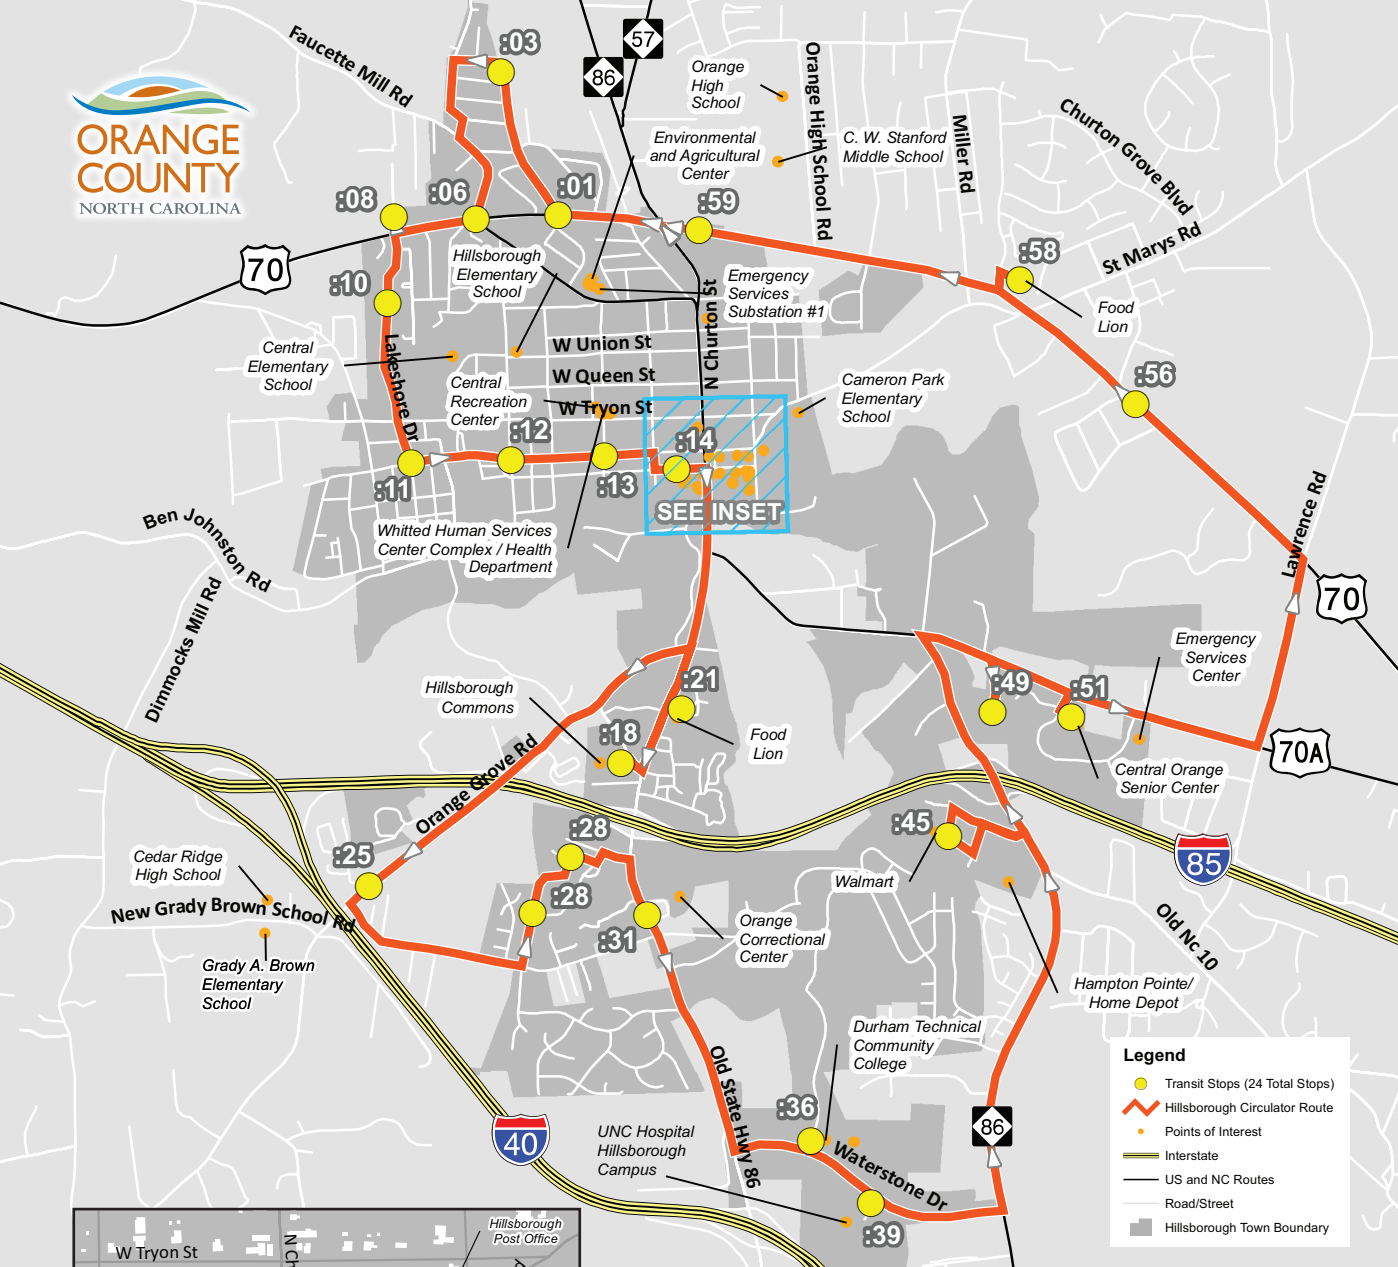 :03
57
86
Faucette Mill Rd
Orange
High
School
Orange High School Rd
Miller Rd
Churton Grove Blvd
ORANGE
COUNTY
NORTH CAROLINA
Environmental
and Agricultural
Center
C. W. Stanford
Middle School
:08
:06
:01
:59
St Marys Rd
:58
70
:10
Hillsborough
Elementary
School
Emergency
Services
Substation #1
N Churton St
Food
Lion
Lakeshore Dr
Central
Elementary
School
W Union St
W Queen St
W Tryon St
Central
Recreation
Center
Cameron Park
Elementary
School
:56
:12
:14
:11
:13
SEE INSET
Lawrence Rd
Ben Johnston Rd
Whitted Human Services
Center Complex / Health
Department
Dimmocks Mill Rd
70
Emergency
Services
Center
Hillsborough
Commons
:21
:49
:51
:18
Food
Lion
70A
Central Orange
Senior Center
Orange Grove Rd
:28
:45
85
:25
Cedar Ridge
High School
Walmart
New Grady Brown School Rd
:28
:31
Orange
Correctional
Center
Old Nc 10
Grady A. Brown
Elementary
School
Hampton Pointe/
Home Depot
Durham Technical
Community
College
Old State Hwy 86
:36
86
40
UNC Hospital
Hillsborough
Campus
Waterstone Dr
:39
Legend
Transit Stops (24 Total Stops)
Hillsborough Circulator Route
Points of Interest
Interstate
US and NC Routes
Road/Street
Hillsborough Town Boundary
W Tryon St
N Ch
Hillsborough
Post Office